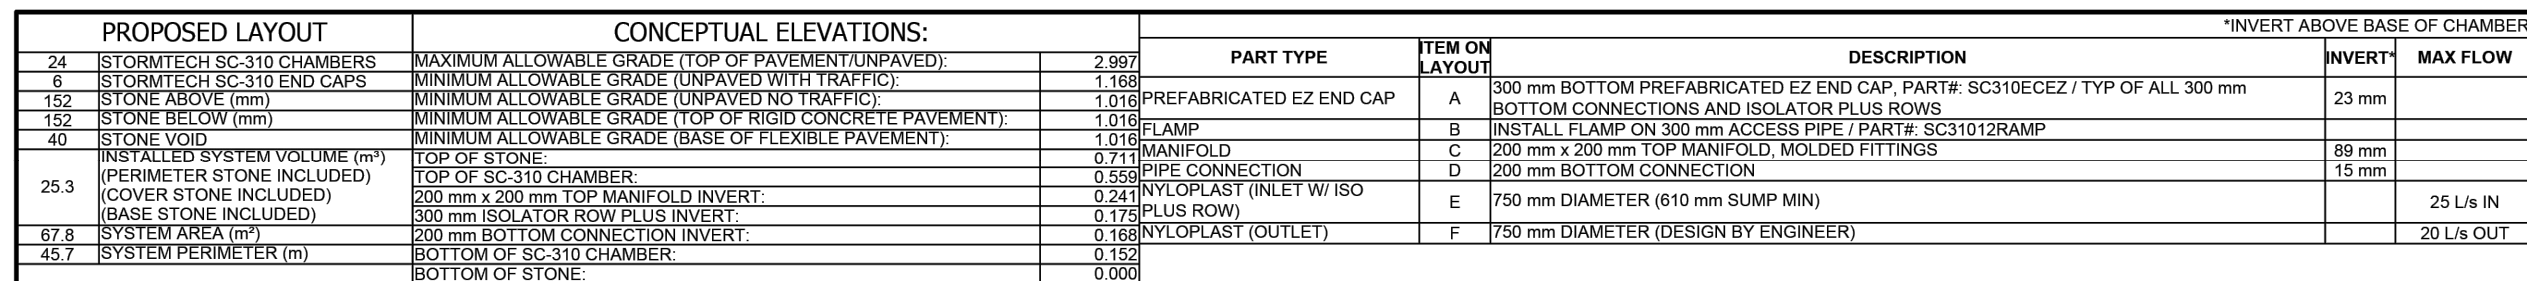 PROPOSED LAYOUT
24 STORMTECH SC-310 CHAMBERS
6 STORMTECH SC-310 END CAPS
152 STONE ABOVE (mm)
152 STONE BELOW (mm)
40 STONE VOID
25.3 INSTALLED SYSTEM VOLUME (m³)
(PERIMETER STONE INCLUDED)
(COVER STONE INCLUDED)
(BASE STONE INCLUDED)
67.8 SYSTEM AREA (m²)
45.7 SYSTEM PERIMETER (m)
CONCEPTUAL ELEVATIONS:
MAXIMUM ALLOWABLE GRADE (TOP OF PAVEMENT/UNPAVED): 2.997
MINIMUM ALLOWABLE GRADE (UNPAVED WITH TRAFFIC): 1.168
MINIMUM ALLOWABLE GRADE (UNPAVED NO TRAFFIC): 1.016
MINIMUM ALLOWABLE GRADE (TOP OF RIGID CONCRETE PAVEMENT): 1.016
MINIMUM ALLOWABLE GRADE (BASE OF FLEXIBLE PAVEMENT): 1.016
TOP OF STONE: 0.711
TOP OF SC-310 CHAMBER: 0.559
200 mm x 200 mm TOP MANIFOLD INVERT: 0.241
300 mm ISOLATOR ROW PLUS INVERT: 0.175
200 mm BOTTOM CONNECTION INVERT: 0.168
BOTTOM OF SC-310 CHAMBER: 0.152
BOTTOM OF STONE: 0.000
*INVERT ABOVE BASE OF CHAMBER
PART TYPE ITEM ON LAYOUT DESCRIPTION INVERT* MAX FLOW
PREFABRICATED EZ END CAP A 300 mm BOTTOM PREFABRICATED EZ END CAP, PART#: SC310ECEZ / TYP OF ALL 300 mm
BOTTOM CONNECTIONS AND ISOLATOR PLUS ROWS 23 mm
FLAMP B INSTALL FLAMP ON 300 mm ACCESS PIPE / PART#: SC31012RAMP
MANIFOLD C 200 mm x 200 mm TOP MANIFOLD, MOLDED FITTINGS 89 mm
PIPE CONNECTION D 200 mm BOTTOM CONNECTION 15 mm
NYLOPLAST (INLET W/ ISO
PLUS ROW) E 750 mm DIAMETER (610 mm SUMP MIN) 25 L/s IN
NYLOPLAST (OUTLET) F 750 mm DIAMETER (DESIGN BY ENGINEER) 20 L/s OUT